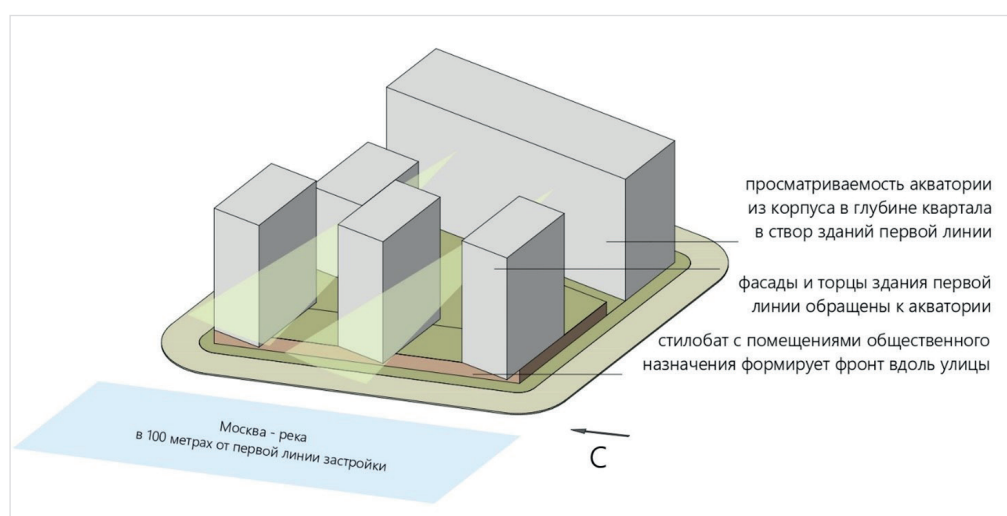 просматриваемость акватории
из корпуса в глубине квартала
в створ зданий первой линии
фасады и торцы здания первой
линии обращены к акватории
стилобат с помещениями общественного
назначения формирует фронт вдоль улицы
Москва - река
в 100 метрах от первой линии застройки
С